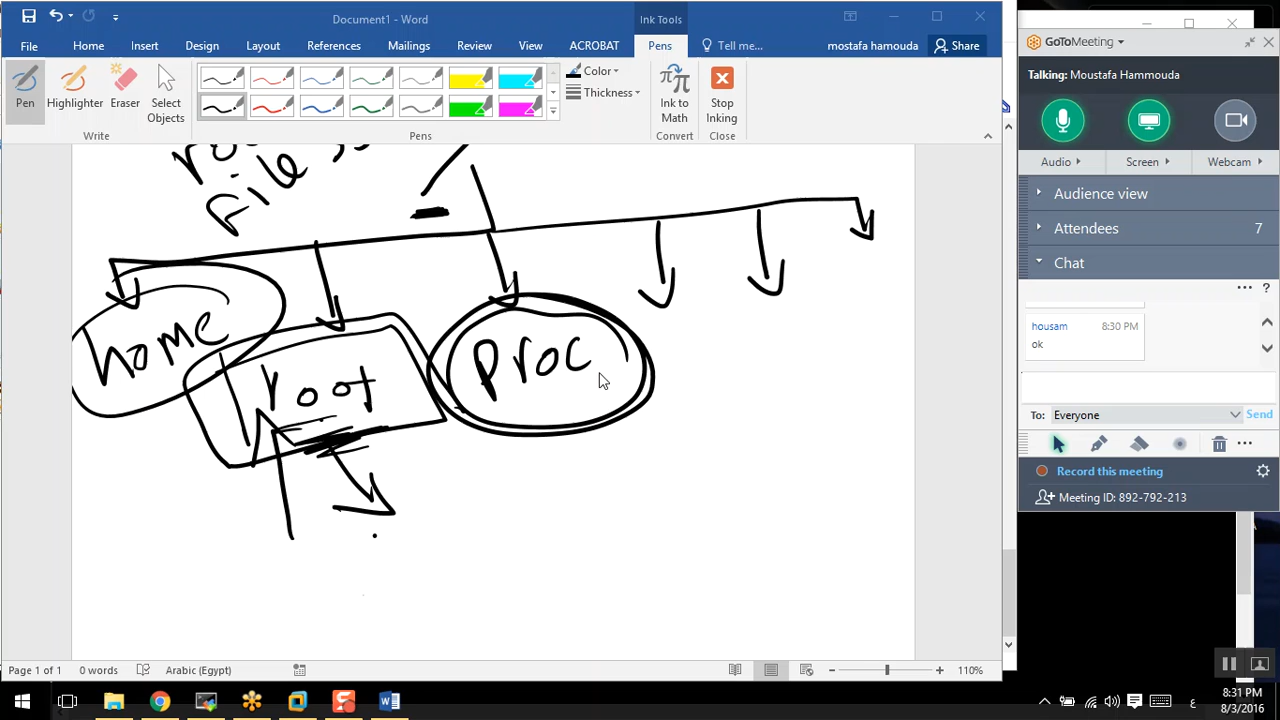 Document1 - Word
Ink Tools
File
Home
Insert
Design
Layout
References
Mailings
Review
View
ACROBAT
Pens
Tell me...
mostafa hamouda
Share
Pen
Highlighter
Eraser
Select Objects
Color
Thickness
Ink to Math
Stop Inking
Write
Pens
Convert
Close
File
home
root
proc
Page 1 of 1
0 words
Arabic (Egypt)
110%
GoToMeeting
Talking: Moustafa Hammouda
Audio
Screen
Webcam
Audience view
Attendees
7
Chat
housam
8:30 PM
ok
To:
Everyone
Send
Record this meeting
Meeting ID: 892-792-213
8:31 PM
8/3/2016
ع